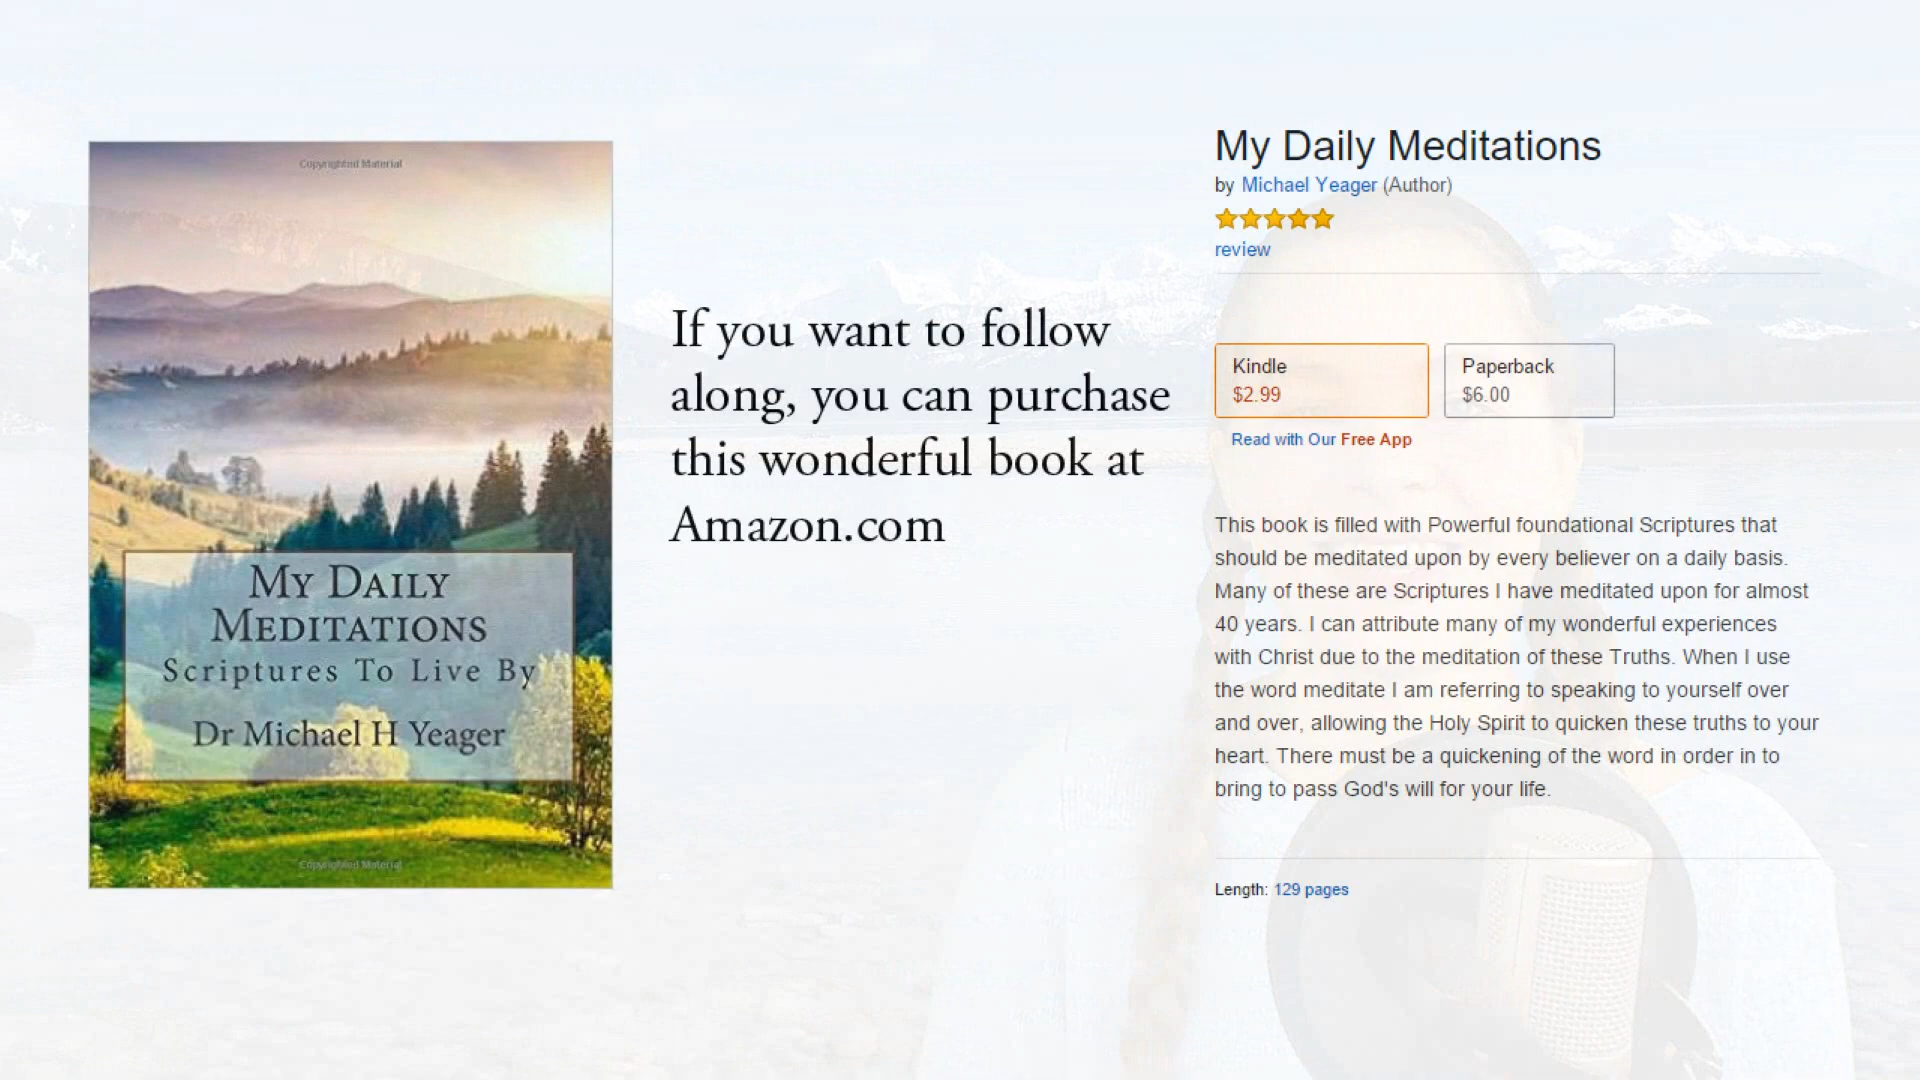 Copyrighted Material
My Daily
Meditations
Scriptures To Live By
Dr Michael H Yeager
Copyrighted Material
If you want to follow
along, you can purchase
this wonderful book at
Amazon.com
My Daily Meditations
by Michael Yeager (Author)
review
Kindle
$2.99
Paperback
$6.00
Read with Our Free App
This book is filled with Powerful foundational Scriptures that
should be meditated upon by every believer on a daily basis.
Many of these are Scriptures I have meditated upon for almost
40 years. I can attribute many of my wonderful experiences
with Christ due to the meditation of these Truths. When I use
the word meditate I am referring to speaking to yourself over
and over, allowing the Holy Spirit to quicken these truths to your
heart. There must be a quickening of the word in order in to
bring to pass God's will for your life.
Length: 129 pages